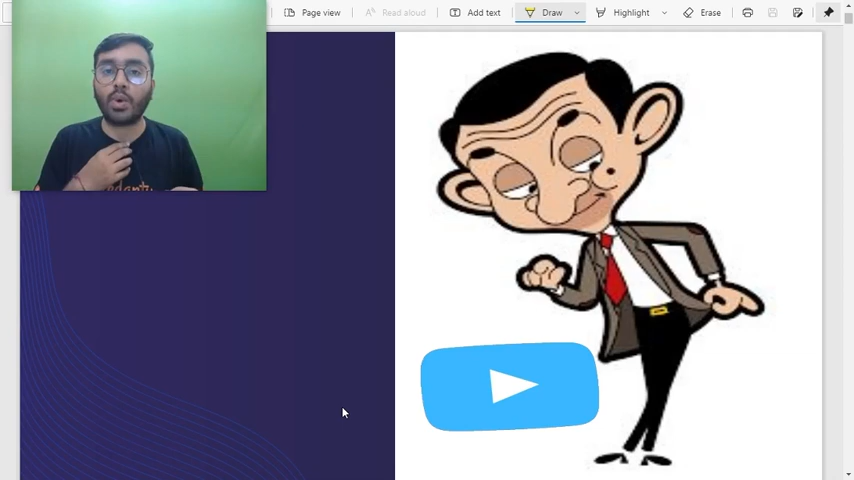 Page view
Read aloud
Add text
Draw
Highlight
Erase